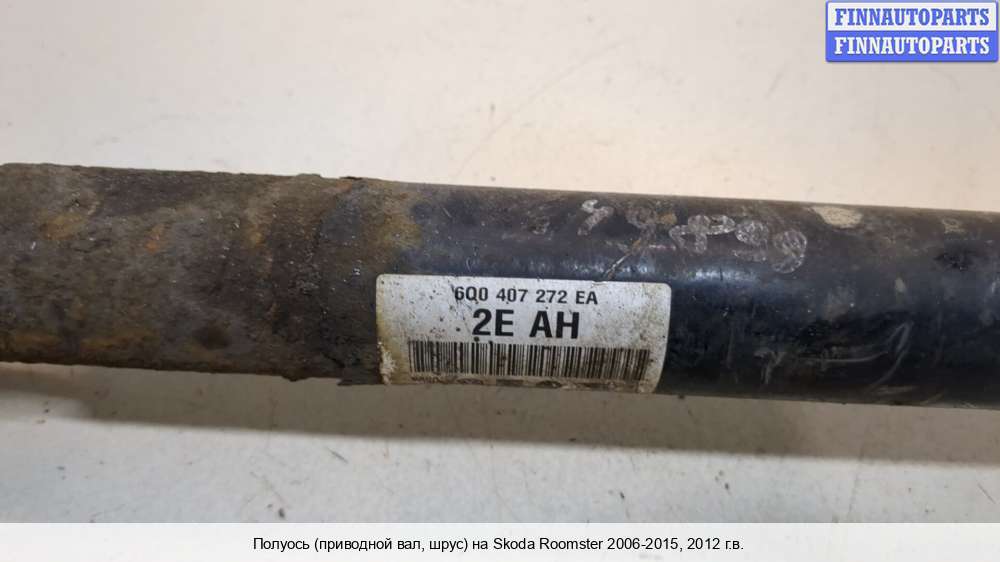 FINNAUTOPARTS
FINNAUTOPARTS
6Q0 407 272 EA
2E AH
Полуось (приводной вал, шрус) на Skoda Roomster 2006-2015, 2012 г.в.